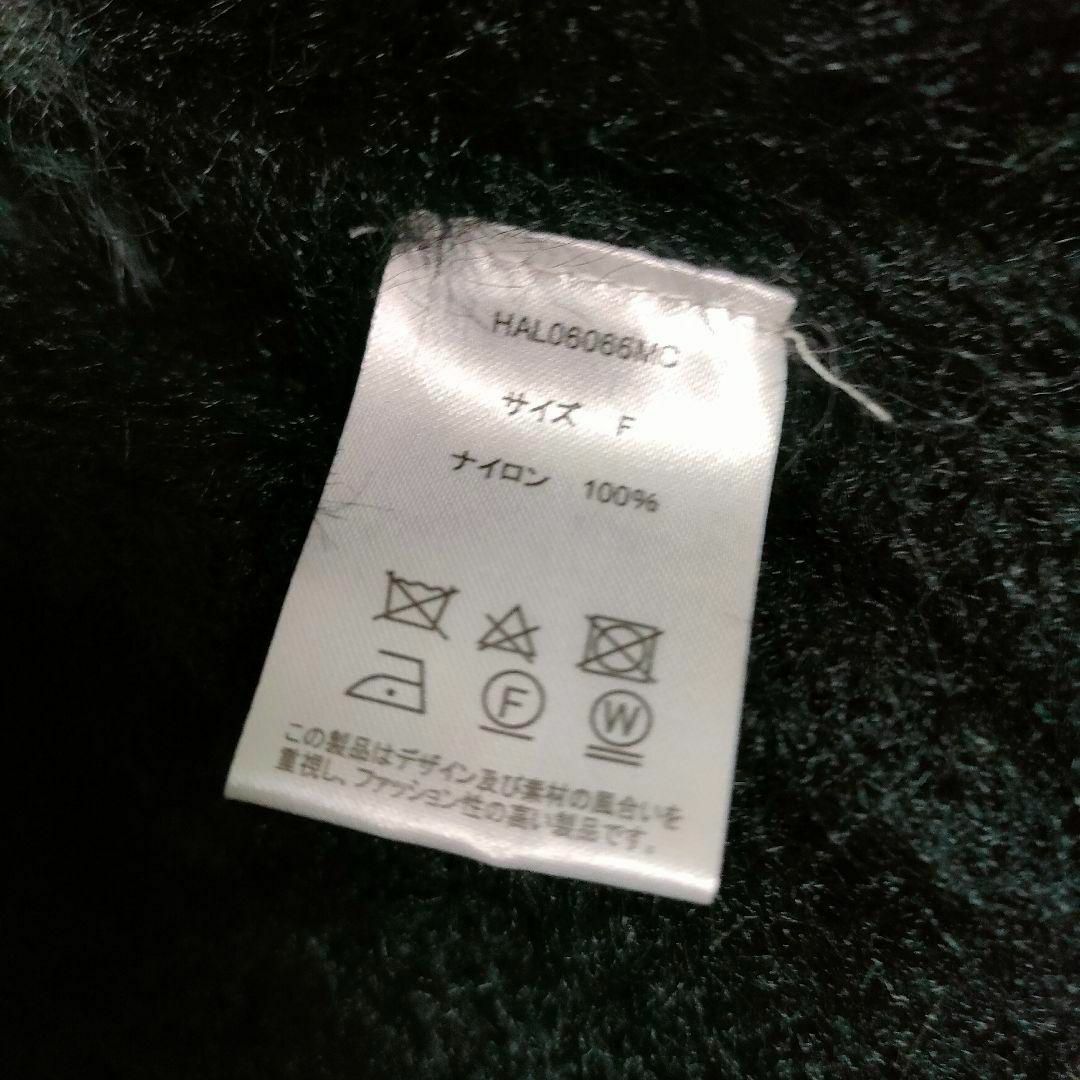 HAL06066MC
サイズ F
ナイロン 100%
F W
この製品はデザイン及び素材の風合いを
重視し、ファッション性の高い製品です。